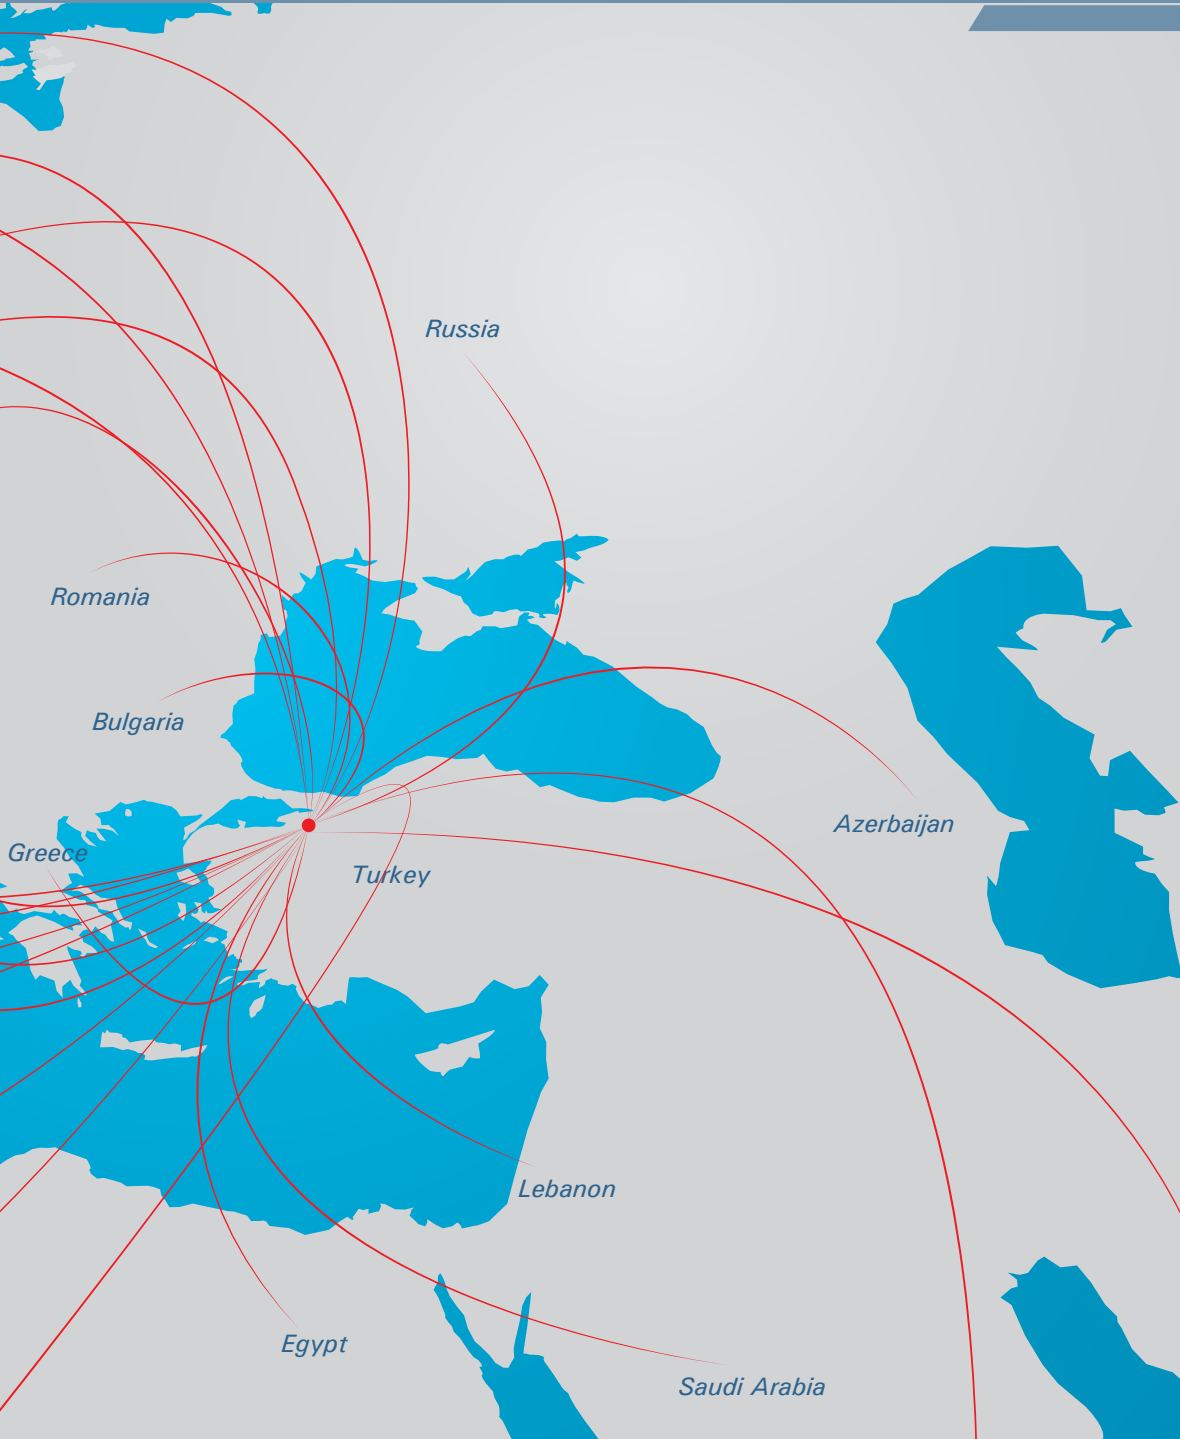 Russia
Romania
Bulgaria
Azerbaijan
Greece
Turkey
Lebanon
Egypt
Saudi Arabia